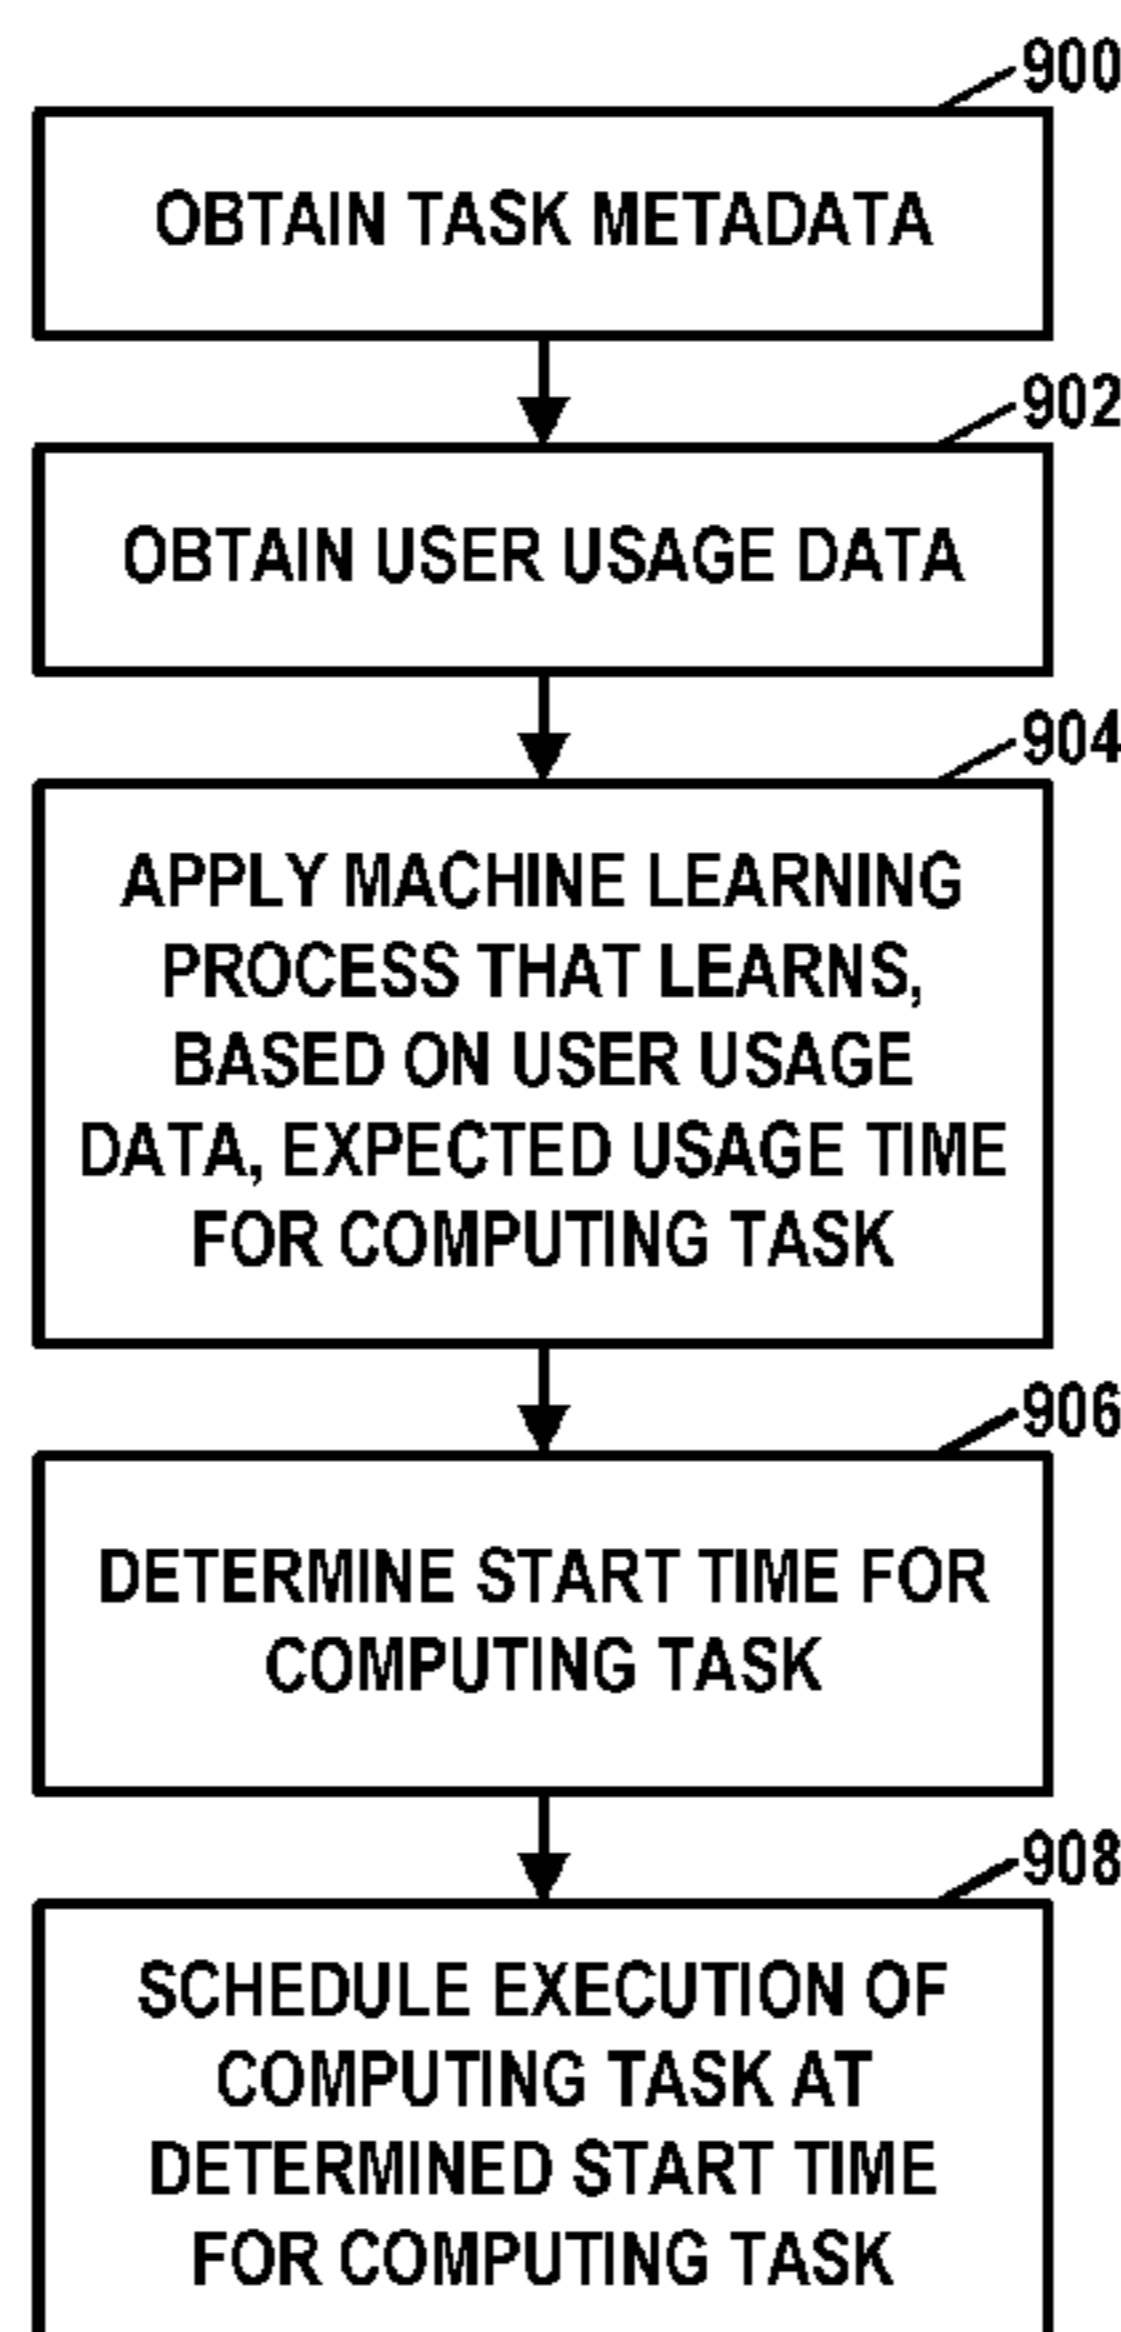 900
OBTAIN TASK METADATA
902
OBTAIN USER USAGE DATA
904
APPLY MACHINE LEARNING
PROCESS THAT LEARNS,
BASED ON USER USAGE
DATA, EXPECTED USAGE TIME
FOR COMPUTING TASK
906
DETERMINE START TIME FOR
COMPUTING TASK
908
SCHEDULE EXECUTION OF
COMPUTING TASK AT
DETERMINED START TIME
FOR COMPUTING TASK